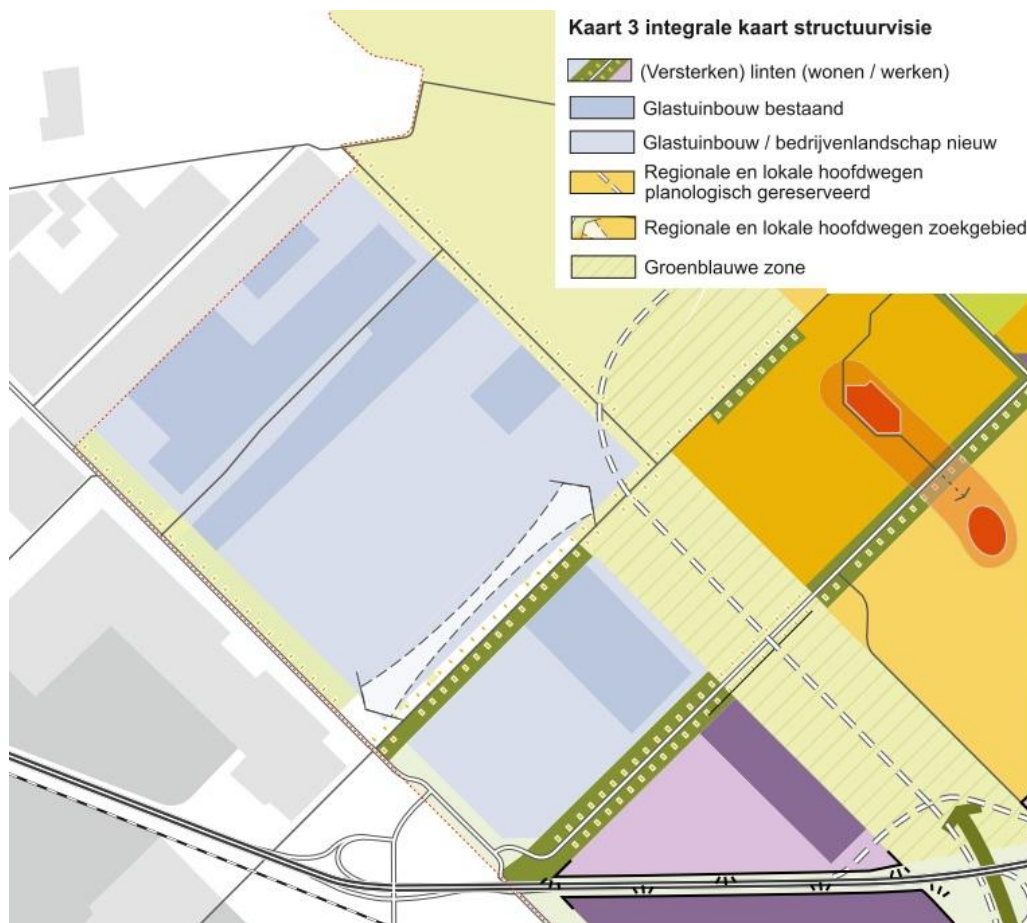 Kaart 3 integrale kaart structuurvisie
(Versterken) linten (wonen / werken)
Glastuinbouw bestaand
Glastuinbouw / bedrijvenlandschap nieuw
Regionale en lokale hoofdwegen
planologisch gereserveerd
Regionale en lokale hoofdwegen zoekgebied
Groenblauwe zone